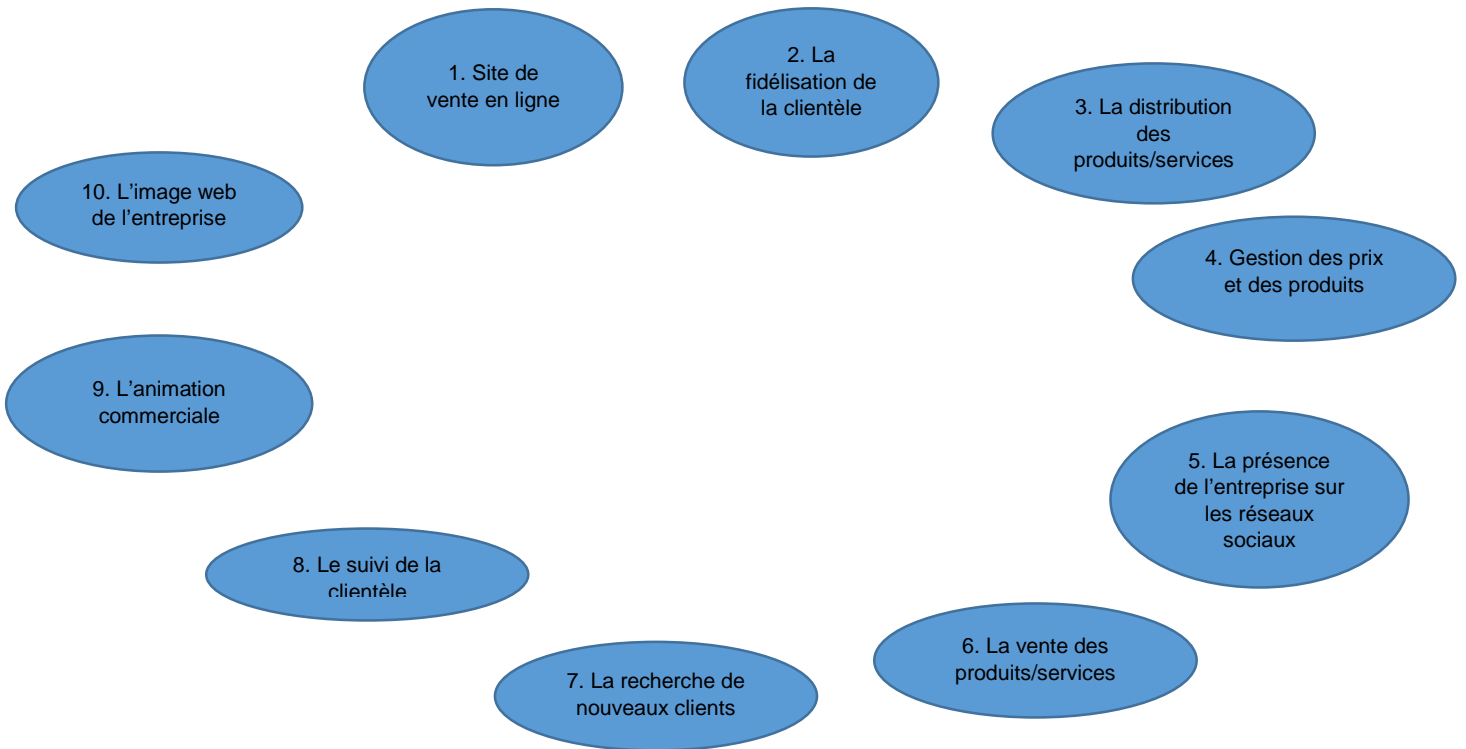 1. Site de
vente en ligne
2. La
fidélisation de
la clientèle
3. La distribution
des
produits/services
4. Gestion des prix
et des produits
5. La présence
de l’entreprise sur
les réseaux
sociaux
6. La vente des
produits/services
7. La recherche de
nouveaux clients
8. Le suivi de la
clientèle
9. L’animation
commerciale
10. L’image web
de l’entreprise